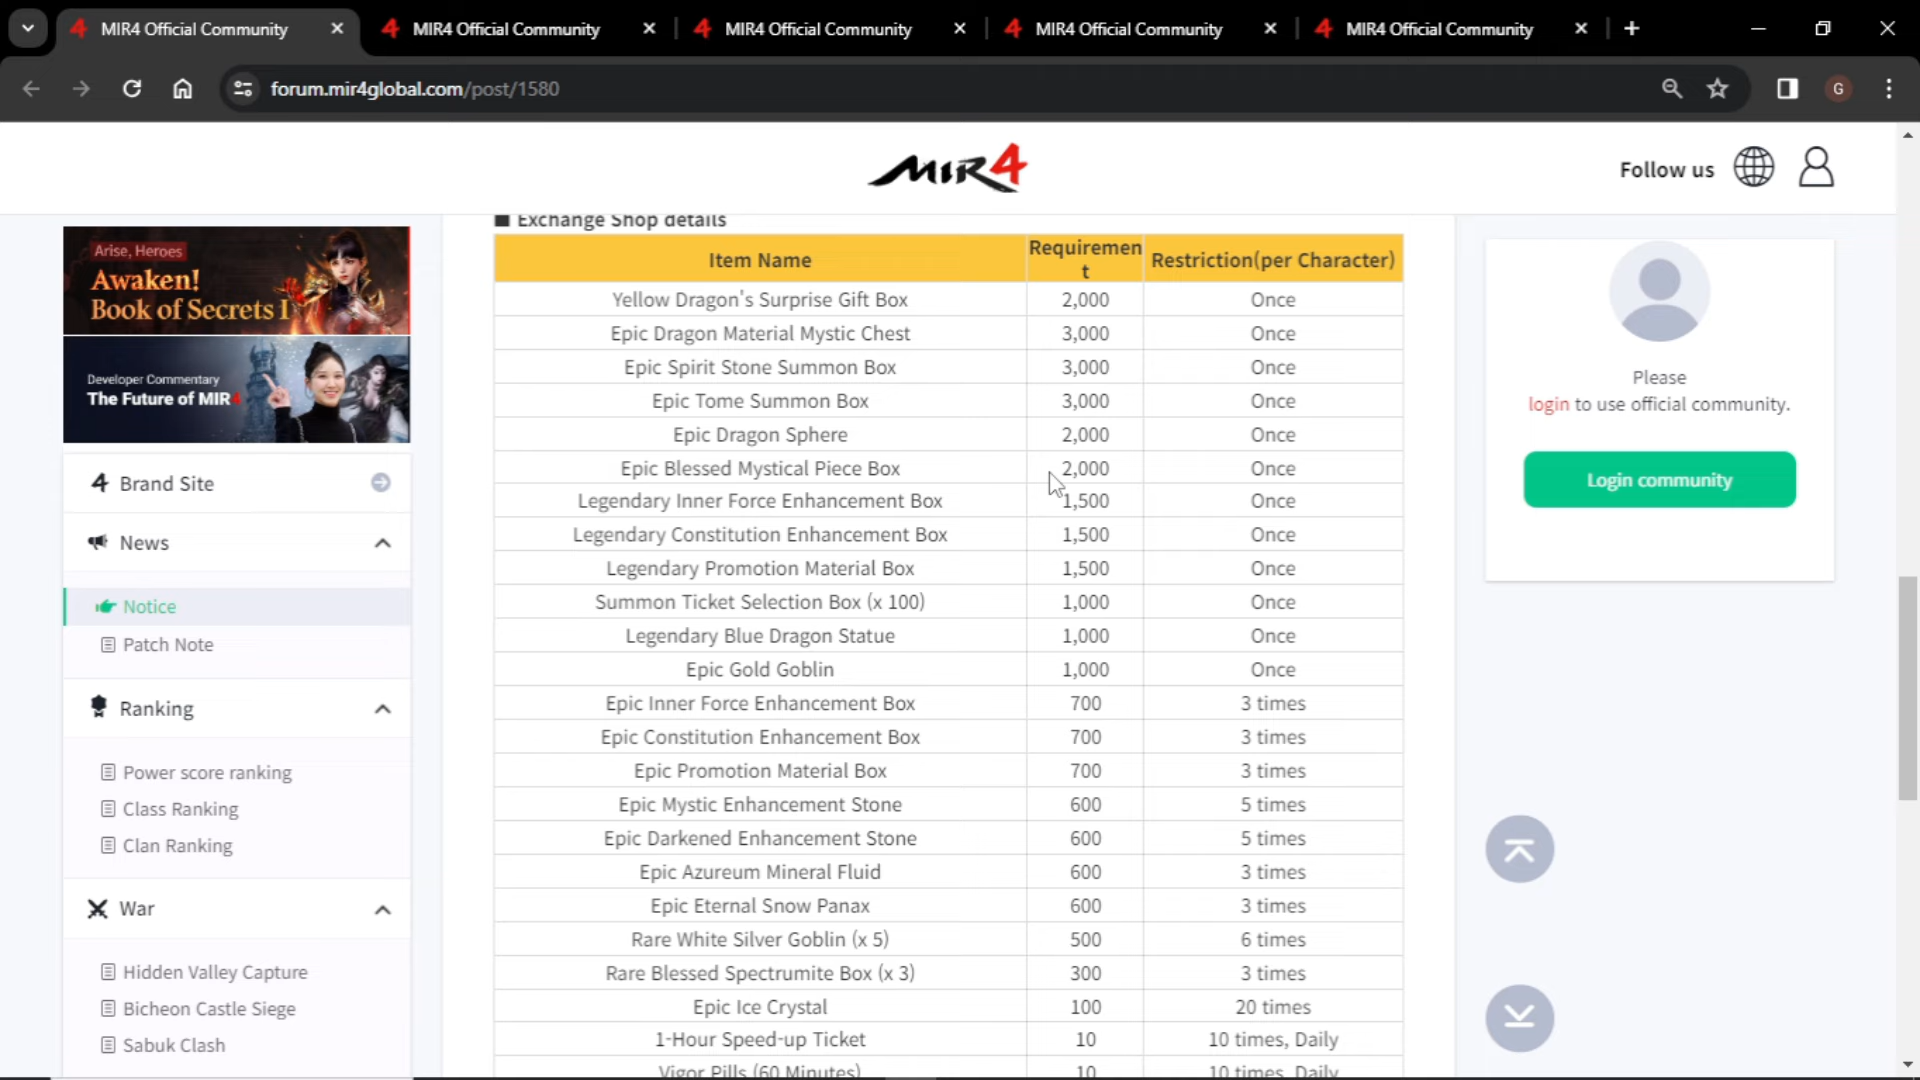 MIR4 Official Community
MIR4 Official Community
MIR4 Official Community
MIR4 Official Community
MIR4 Official Community
forum.mir4global.com/post/1580
G
MIR4
Follow us
Arise, Heroes
Awaken!
Book of Secrets I
Developer Commentary
The Future of MIR4
4 Brand Site
News
Notice
Patch Note
Ranking
Power score ranking
Class Ranking
Clan Ranking
War
Hidden Valley Capture
Bicheon Castle Siege
Sabuk Clash
■ Exchange Shop details
Item Name Requirement Restriction(per Character)
Yellow Dragon's Surprise Gift Box 2,000 Once
Epic Dragon Material Mystic Chest 3,000 Once
Epic Spirit Stone Summon Box 3,000 Once
Epic Tome Summon Box 3,000 Once
Epic Dragon Sphere 2,000 Once
Epic Blessed Mystical Piece Box 2,000 Once
Legendary Inner Force Enhancement Box 1,500 Once
Legendary Constitution Enhancement Box 1,500 Once
Legendary Promotion Material Box 1,500 Once
Summon Ticket Selection Box (x 100) 1,000 Once
Legendary Blue Dragon Statue 1,000 Once
Epic Gold Goblin 1,000 Once
Epic Inner Force Enhancement Box 700 3 times
Epic Constitution Enhancement Box 700 3 times
Epic Promotion Material Box 700 3 times
Epic Mystic Enhancement Stone 600 5 times
Epic Darkened Enhancement Stone 600 5 times
Epic Azureum Mineral Fluid 600 3 times
Epic Eternal Snow Panax 600 3 times
Rare White Silver Goblin (x 5) 500 6 times
Rare Blessed Spectrumite Box (x 3) 300 3 times
Epic Ice Crystal 100 20 times
1-Hour Speed-up Ticket 10 10 times, Daily
Vigor Pills (60 Minutes) 10 10 times, Daily
Please
login to use official community.
Login community